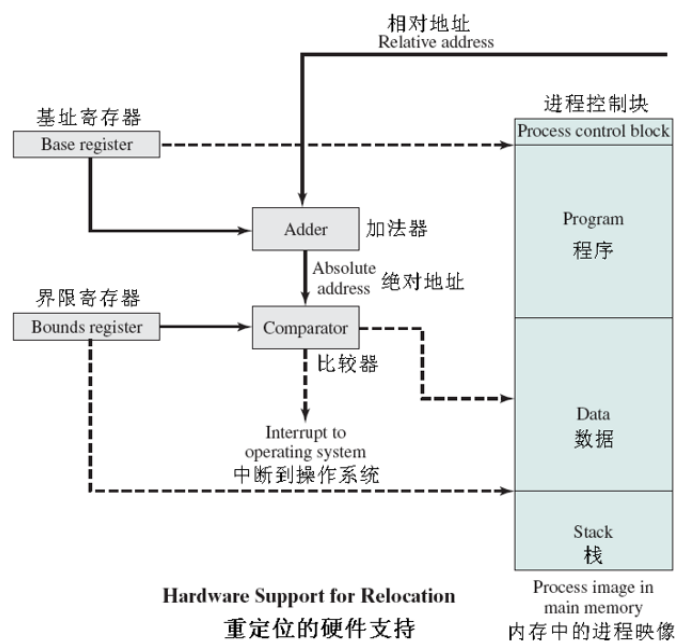 相对地址
Relative address
基址寄存器
Base register
进程控制块
Process control block
Adder
加法器
Program
程序
Absolute
address
绝对地址
界限寄存器
Bounds register
Comparator
比较器
Interrupt to
operating system
中断到操作系统
Data
数据
Stack
栈
Hardware Support for Relocation
重定位的硬件支持
Process image in
main memory
内存中的进程映像